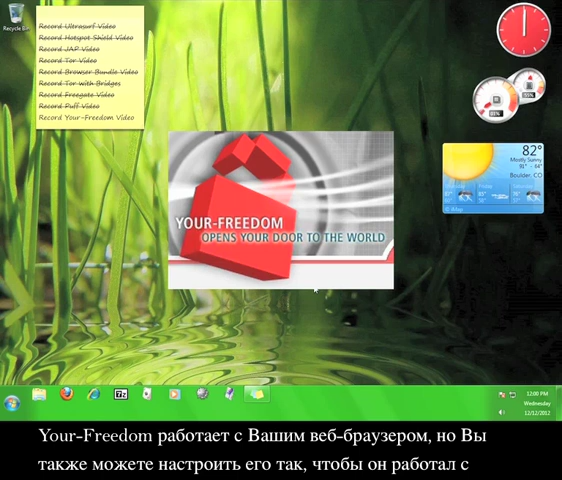 Recycle Bin
Record Ultrasurf Video
Record Hotspot Shield Video
Record JAP Video
Record Tor Video
Record Browser Bundle Video
Record Tor with Bridges
Record Freegate Video
Record Puff Video
Record Your-Freedom Video
82°
Mostly Sunny
Boulder, CO
Friday
YOUR-FREEDOM
OPENS YOUR DOOR TO THE WORLD
12:00 PM
Wednesday
12/12/2012
Your-Freedom работает с Вашим веб-браузером, но Вы
также можете настроить его так, чтобы он работал с